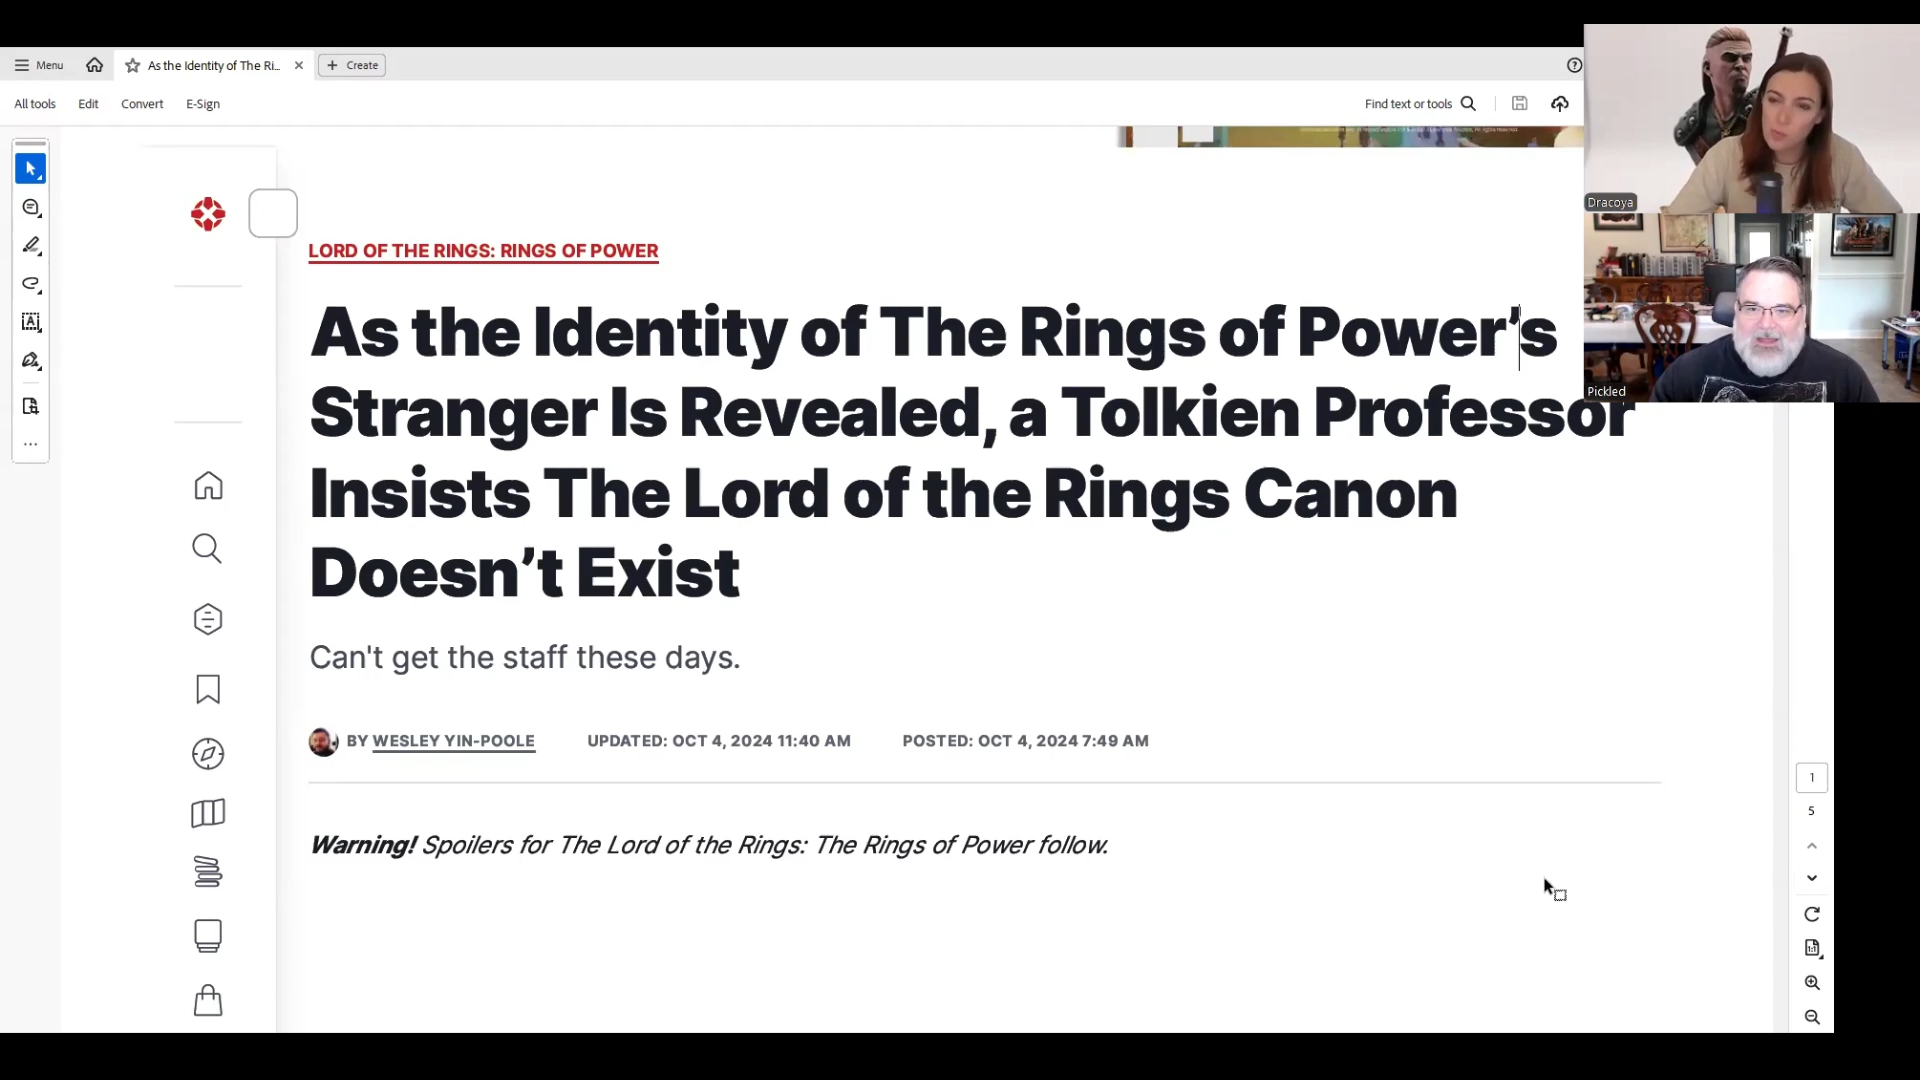 Menu
As the Identity of The Ri...
Create
All tools
Edit
Convert
E-Sign
Find text or tools
Dracoya
Pickled
LORD OF THE RINGS: RINGS OF POWER
As the Identity of The Rings of Power’s
Stranger Is Revealed, a Tolkien Professor
Insists The Lord of the Rings Canon
Doesn’t Exist
Can't get the staff these days.
BY WESLEY YIN-POOLE UPDATED: OCT 4, 2024 11:40 AM POSTED: OCT 4, 2024 7:49 AM
Warning! Spoilers for The Lord of the Rings: The Rings of Power follow.
1
5